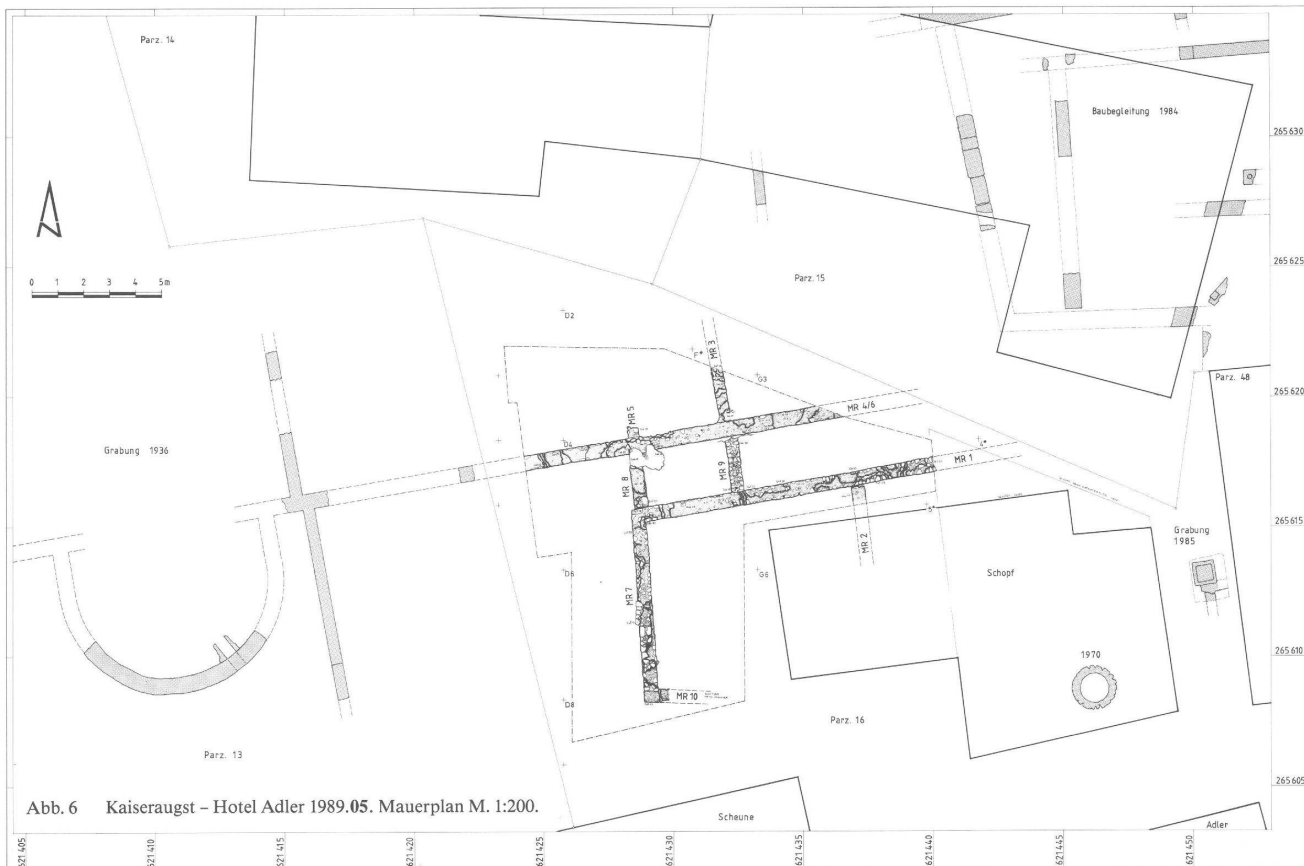 Parz. 14
Baubegleitung 1984
265 630
0 1 2 3 4 5m
265 625
Parz. 15
D2
F*
MR 3
G3
Parz. 48
265 620
MR 5
MR 4/6
Grabung 1936
D4
4*
MR 1
MR 9
MR 8
5*
MR 2
Grabung
1985
265 615
D6
G6
Schopf
MR 7
1970
265 610
MR 10
D8
Parz. 16
Parz. 13
265 605
Abb. 6 Kaiseraugst – Hotel Adler 1989.05. Mauerplan M. 1:200.
Scheune
Adler
621 405
621 410
621 415
621 420
621 425
621 430
621 435
621 440
621 445
621 450